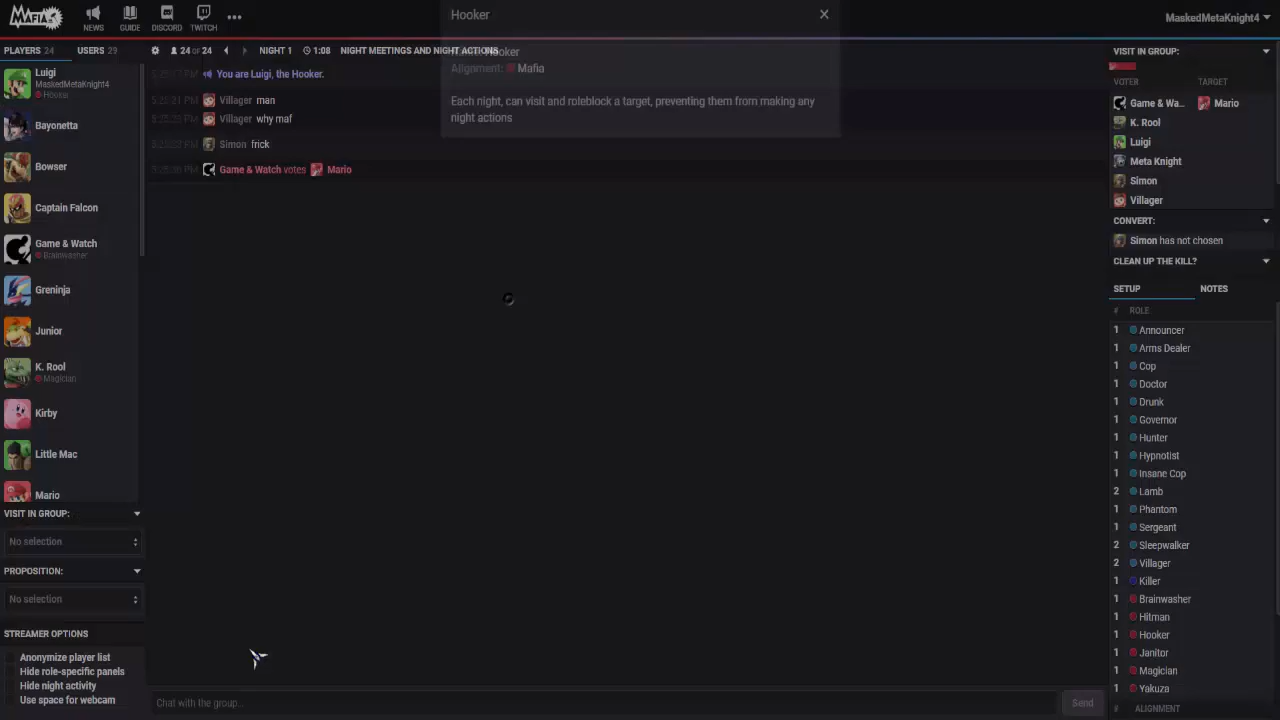 MAFIA
NEWS
GUIDE
DISCORD
TWITCH
MaskedMetaKnight4
PLAYERS 24
USERS 29
24 of 24
NIGHT 1
1:08
NIGHT MEETINGS AND NIGHT ACTIONS
Hooker
Alignment: Mafia
Each night, can visit and roleblock a target, preventing them from making any
night actions
Luigi
MaskedMetaKnight4
Hooker
Bayonetta
Bowser
Captain Falcon
Game & Watch
Brainwasher
Greninja
Junior
K. Rool
Magician
Kirby
Little Mac
Mario
VISIT IN GROUP:
No selection
PROPOSITION:
No selection
STREAMER OPTIONS
Anonymize player list
Hide role-specific panels
Hide night activity
Use space for webcam
You are Luigi, the Hooker.
Villager man
Villager why maf
Simon frick
Game & Watch votes Mario
Chat with the group...
Send
VISIT IN GROUP:
VOTER
TARGET
Game & Wa..
Mario
K. Rool
Luigi
Meta Knight
Simon
Villager
CONVERT:
Simon has not chosen
CLEAN UP THE KILL?
SETUP
NOTES
# ROLE
1 Announcer
1 Arms Dealer
1 Cop
1 Doctor
1 Drunk
1 Governor
1 Hunter
1 Hypnotist
1 Insane Cop
2 Lamb
1 Phantom
1 Sergeant
2 Sleepwalker
2 Villager
1 Killer
1 Brainwasher
1 Hitman
1 Hooker
1 Janitor
1 Magician
1 Yakuza
# ALIGNMENT